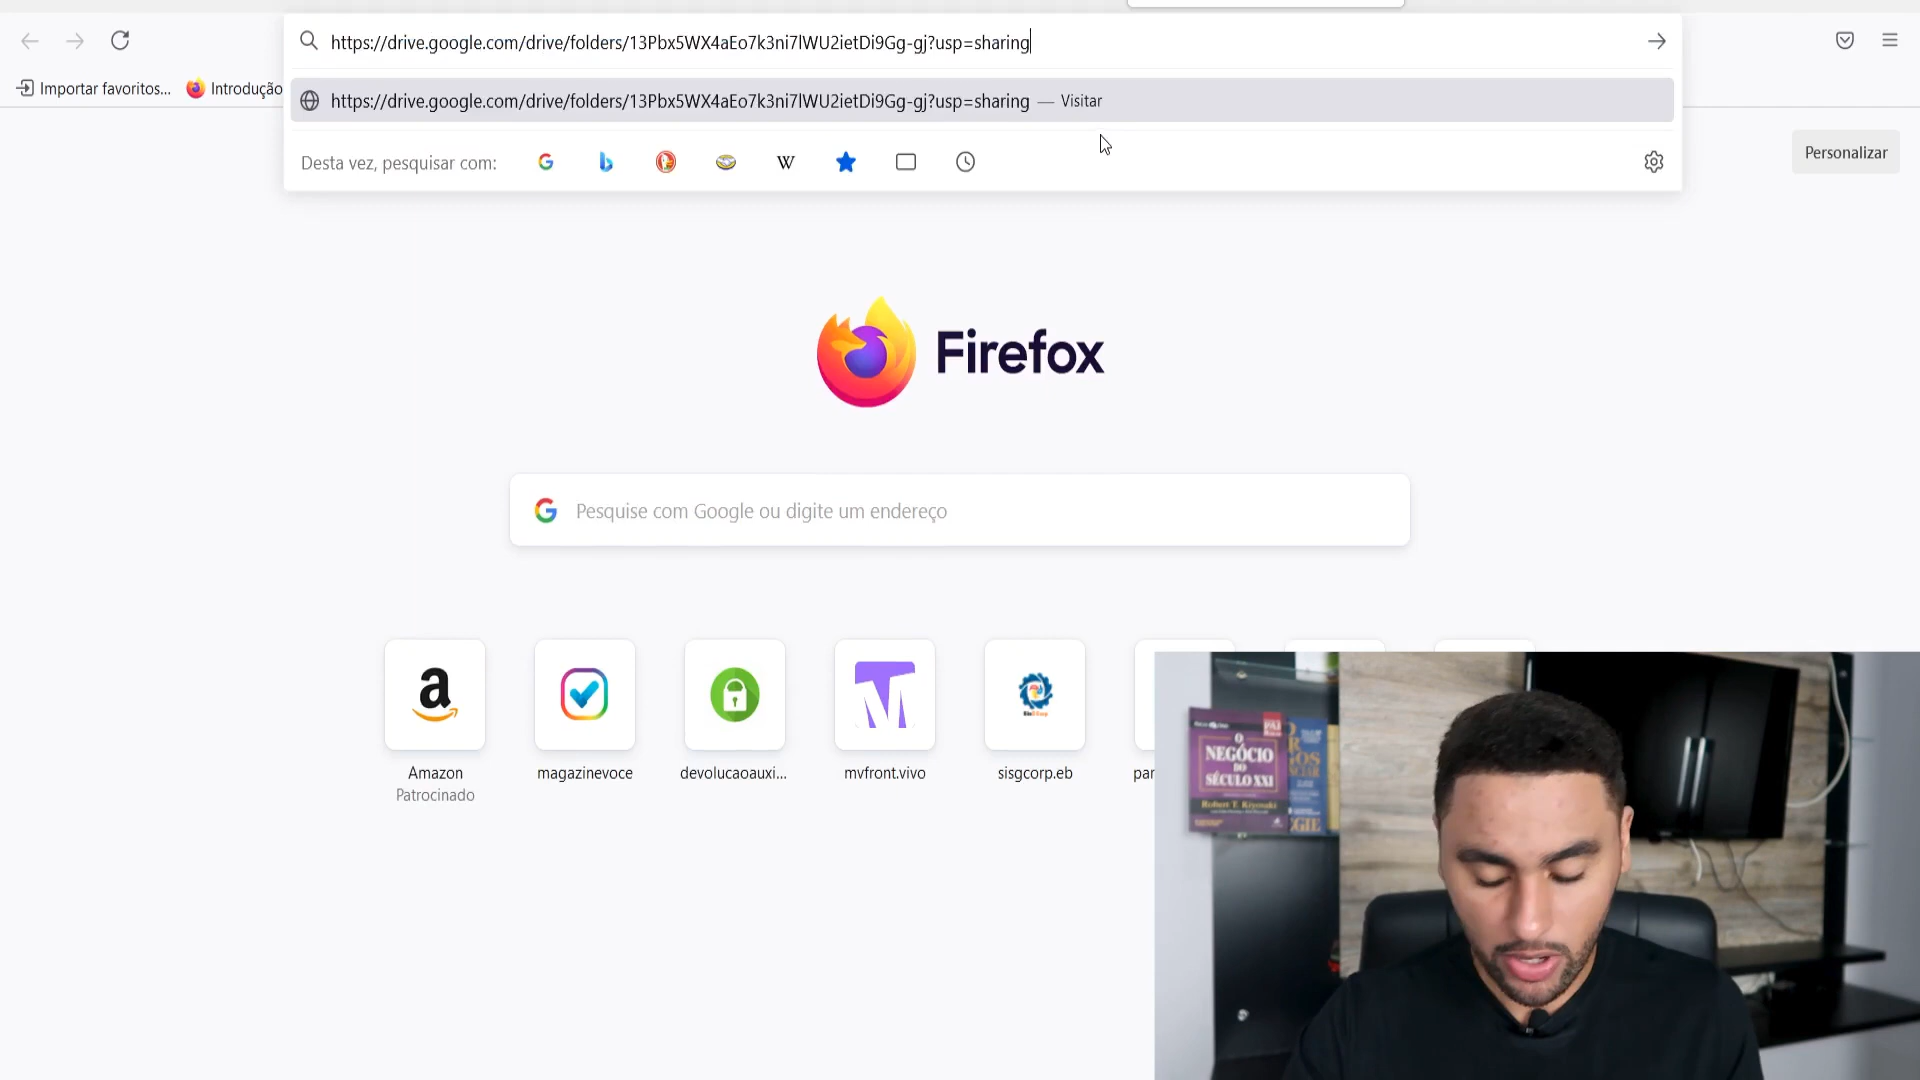 https://drive.google.com/drive/folders/13Pbx5WX4aEo7k3ni7lWU2ietDi9Gg-gj?usp=sharing
Importar favoritos...
Introdução
https://drive.google.com/drive/folders/13Pbx5WX4aEo7k3ni7lWU2ietDi9Gg-gj?usp=sharing — Visitar
Desta vez, pesquisar com:
W
Personalizar
Firefox
Pesquise com Google ou digite um endereço
Amazon
Patrocinado
magazinevoce
devolucaoauxi...
mvfront.vivo
sisgcorp.eb
par
O
NEGÓCIO
DO
SÉCULO XXI
Robert T. Kiyosaki